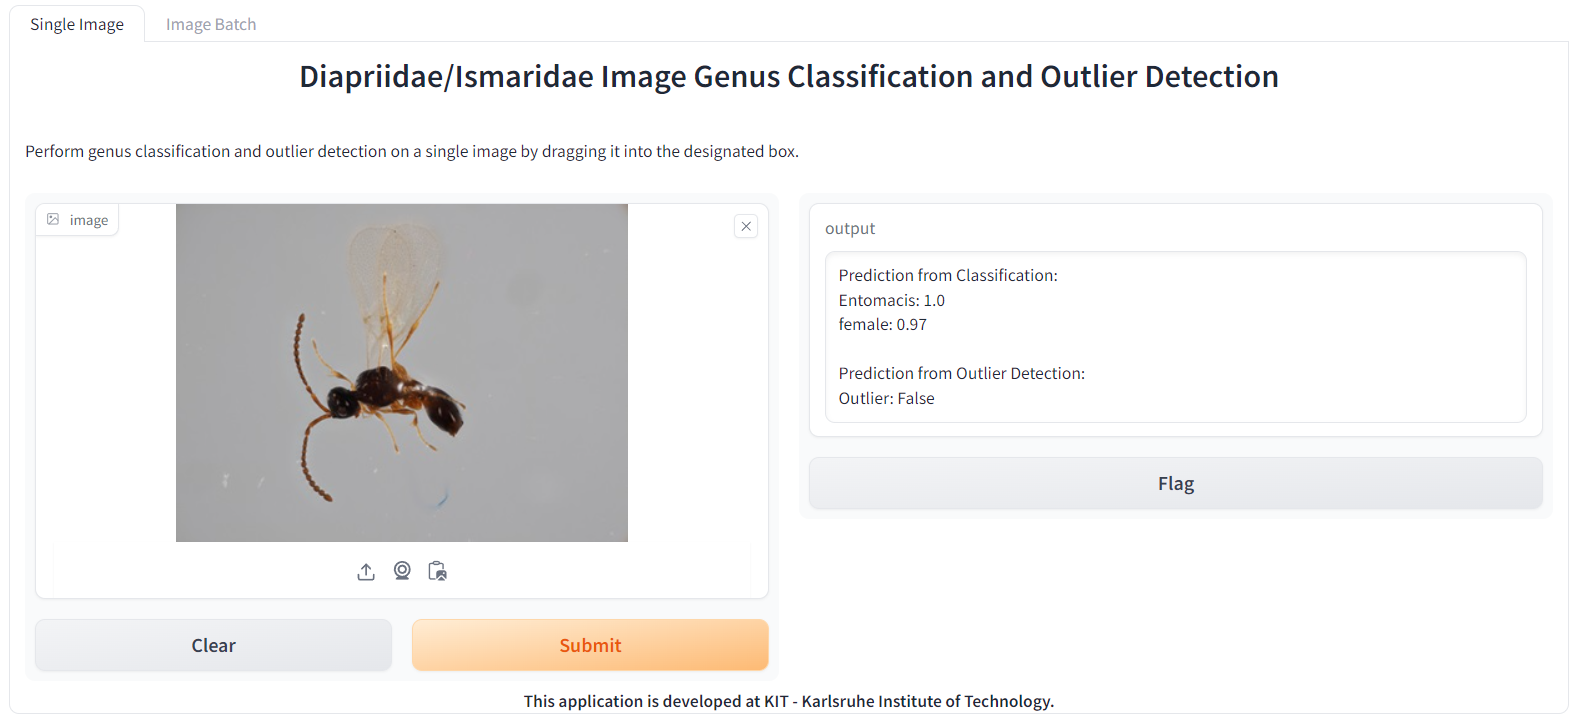 Single Image
Image Batch
Diapriidae/Ismaridae Image Genus Classification and Outlier Detection
Perform genus classification and outlier detection on a single image by dragging it into the designated box.
image
output
Prediction from Classification:
Entomacis: 1.0
female: 0.97
Prediction from Outlier Detection:
Outlier: False
Flag
Clear
Submit
This application is developed at KIT - Karlsruhe Institute of Technology.